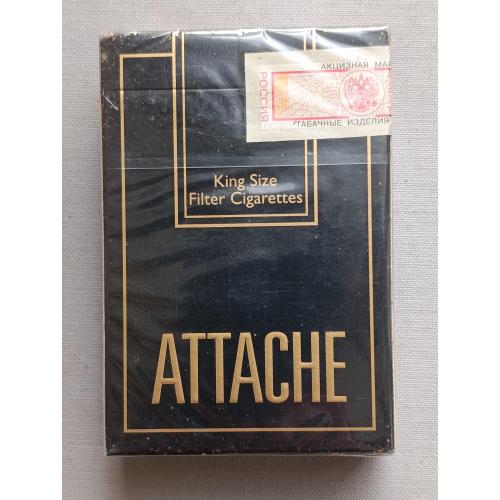 АКЦИЗНАЯ МАР
РОССИЯ
ТАБАЧНЫЕ ИЗДЕЛИЯ
King Size
Filter Cigarettes
ATTACHE